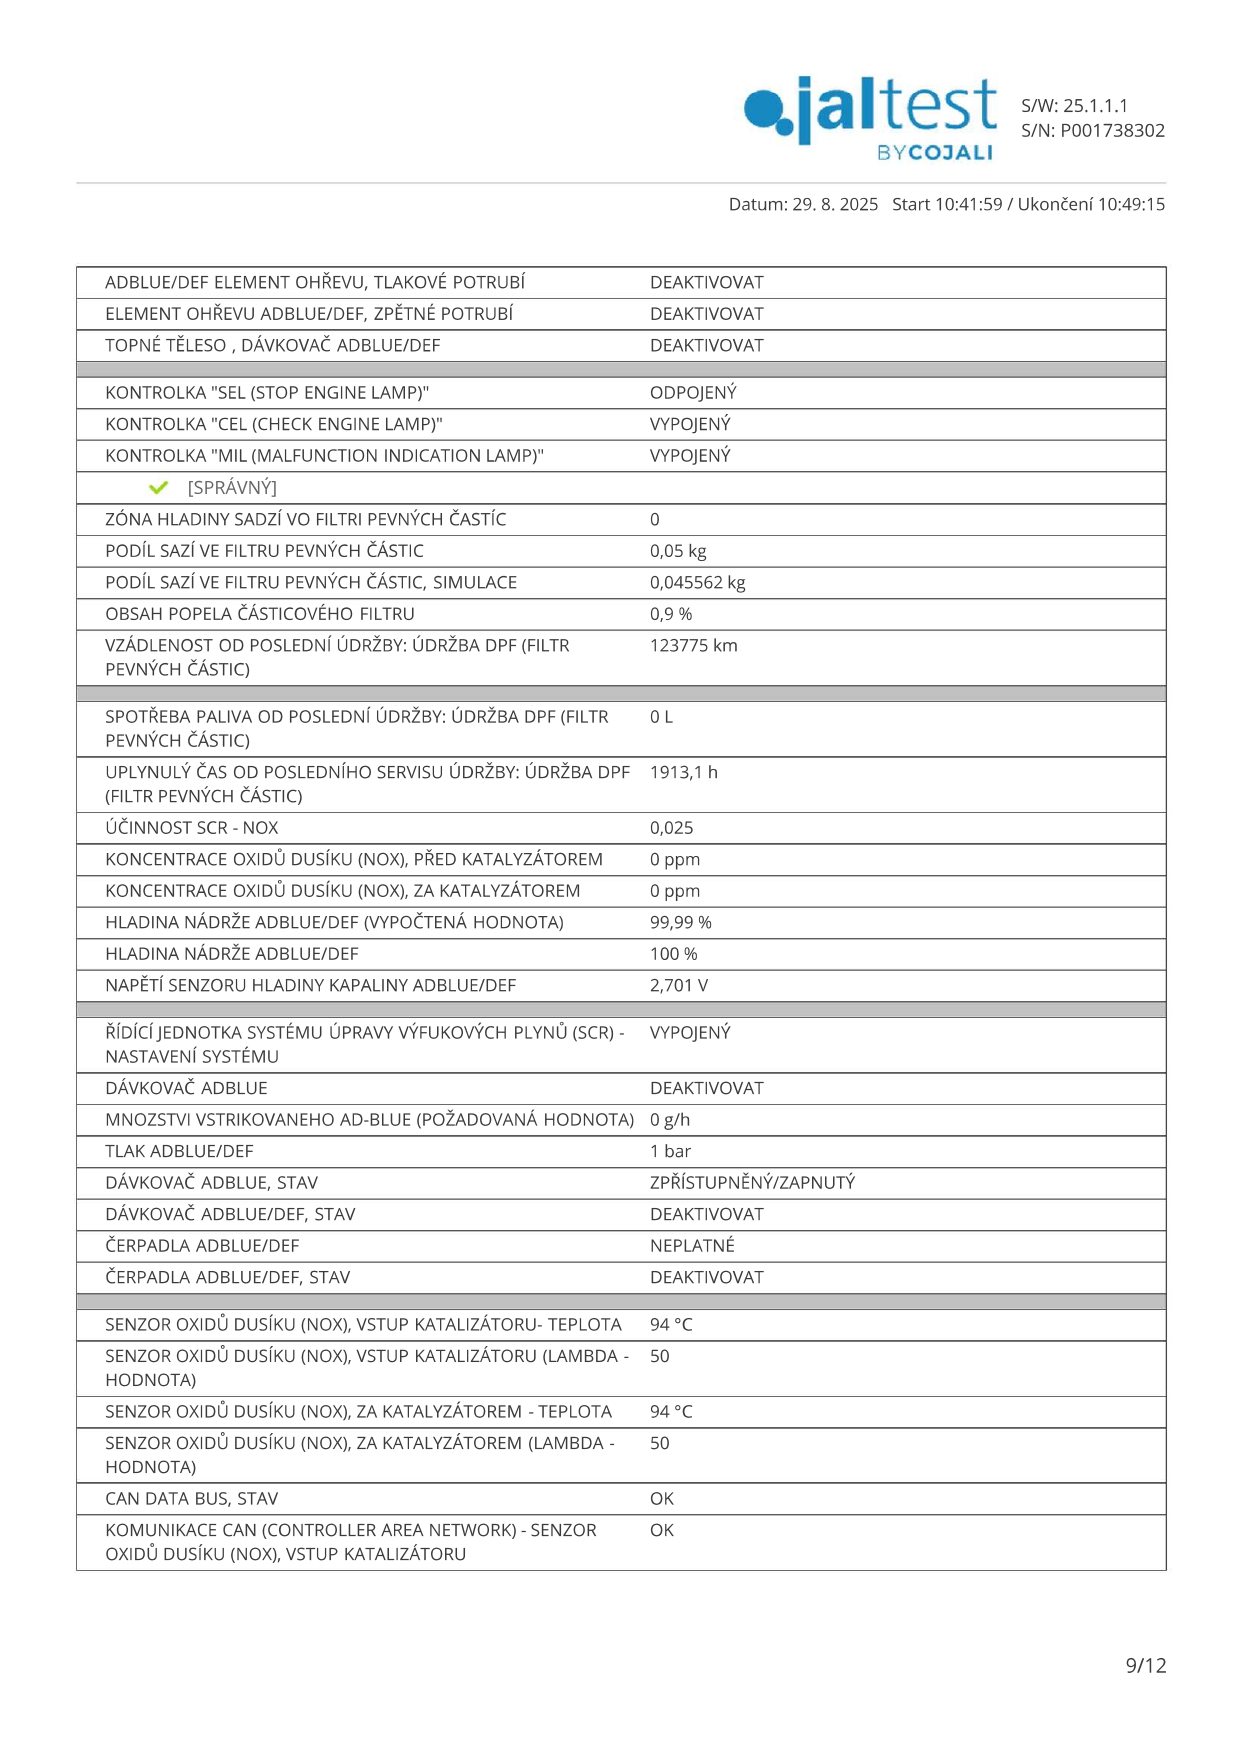 jaltest
BYCOJALI
S/W: 25.1.1.1
S/N: P001738302
Datum: 29. 8. 2025 Start 10:41:59 / Ukončení 10:49:15
ADBLUE/DEF ELEMENT OHŘEVU, TLAKOVÉ POTRUBÍ DEAKTIVOVAT
ELEMENT OHŘEVU ADBLUE/DEF, ZPĚTNÉ POTRUBÍ DEAKTIVOVAT
TOPNÉ TĚLESO , DÁVKOVAČ ADBLUE/DEF DEAKTIVOVAT
KONTROLKA "SEL (STOP ENGINE LAMP)" ODPOJENÝ
KONTROLKA "CEL (CHECK ENGINE LAMP)" VYPOJENÝ
KONTROLKA "MIL (MALFUNCTION INDICATION LAMP)" VYPOJENÝ
[SPRÁVNÝ]
ZÓNA HLADINY SADZÍ VO FILTRI PEVNÝCH ČASTÍC 0
PODÍL SAZÍ VE FILTRU PEVNÝCH ČÁSTIC 0,05 kg
PODÍL SAZÍ VE FILTRU PEVNÝCH ČÁSTIC, SIMULACE 0,045562 kg
OBSAH POPELA ČÁSTICOVÉHO FILTRU 0,9 %
VZÁDLENOST OD POSLEDNÍ ÚDRŽBY: ÚDRŽBA DPF (FILTR 123775 km
PEVNÝCH ČÁSTIC)
SPOTŘEBA PALIVA OD POSLEDNÍ ÚDRŽBY: ÚDRŽBA DPF (FILTR 0 L
PEVNÝCH ČÁSTIC)
UPLYNULÝ ČAS OD POSLEDNÍHO SERVISU ÚDRŽBY: ÚDRŽBA DPF 1913,1 h
(FILTR PEVNÝCH ČÁSTIC)
ÚČINNOST SCR - NOX 0,025
KONCENTRACE OXIDŮ DUSÍKU (NOX), PŘED KATALYZÁTOREM 0 ppm
KONCENTRACE OXIDŮ DUSÍKU (NOX), ZA KATALYZÁTOREM 0 ppm
HLADINA NÁDRŽE ADBLUE/DEF (VYPOČTENÁ HODNOTA) 99,99 %
HLADINA NÁDRŽE ADBLUE/DEF 100 %
NAPĚTÍ SENZORU HLADINY KAPALINY ADBLUE/DEF 2,701 V
ŘÍDÍCÍ JEDNOTKA SYSTÉMU ÚPRAVY VÝFUKOVÝCH PLYNŮ (SCR) - VYPOJENÝ
NASTAVENÍ SYSTÉMU
DÁVKOVAČ ADBLUE DEAKTIVOVAT
MNOZSTVI VSTRIKOVANEHO AD-BLUE (POŽADOVANÁ HODNOTA) 0 g/h
TLAK ADBLUE/DEF 1 bar
DÁVKOVAČ ADBLUE, STAV ZPŘÍSTUPNĚNÝ/ZAPNUTÝ
DÁVKOVAČ ADBLUE/DEF, STAV DEAKTIVOVAT
ČERPADLA ADBLUE/DEF NEPLATNÉ
ČERPADLA ADBLUE/DEF, STAV DEAKTIVOVAT
SENZOR OXIDŮ DUSÍKU (NOX), VSTUP KATALIZÁTORU- TEPLOTA 94 °C
SENZOR OXIDŮ DUSÍKU (NOX), VSTUP KATALIZÁTORU (LAMBDA - 50
HODNOTA)
SENZOR OXIDŮ DUSÍKU (NOX), ZA KATALYZÁTOREM - TEPLOTA 94 °C
SENZOR OXIDŮ DUSÍKU (NOX), ZA KATALYZÁTOREM (LAMBDA - 50
HODNOTA)
CAN DATA BUS, STAV OK
KOMUNIKACE CAN (CONTROLLER AREA NETWORK) - SENZOR OK
OXIDŮ DUSÍKU (NOX), VSTUP KATALIZÁTORU
9/12